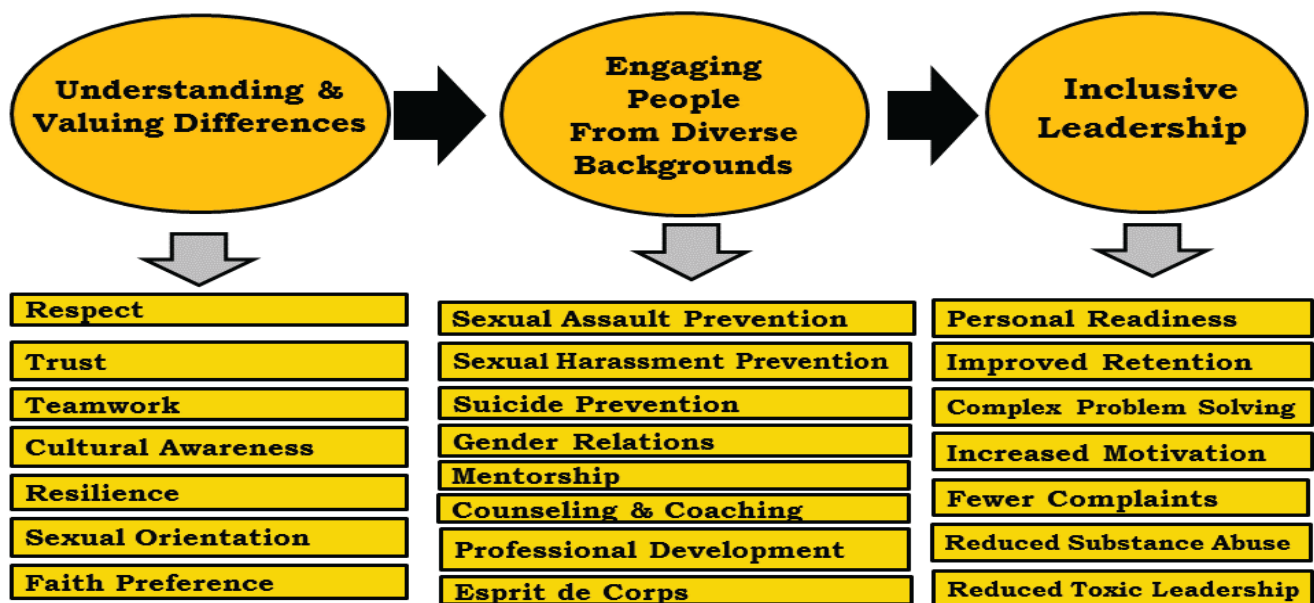 Understanding &
Valuing Differences
Engaging
People
From Diverse
Backgrounds
Inclusive
Leadership
Respect
Trust
Teamwork
Cultural Awareness
Resilience
Sexual Orientation
Faith Preference
Sexual Assault Prevention
Sexual Harassment Prevention
Suicide Prevention
Gender Relations
Mentorship
Counseling & Coaching
Professional Development
Esprit de Corps
Personal Readiness
Improved Retention
Complex Problem Solving
Increased Motivation
Fewer Complaints
Reduced Substance Abuse
Reduced Toxic Leadership